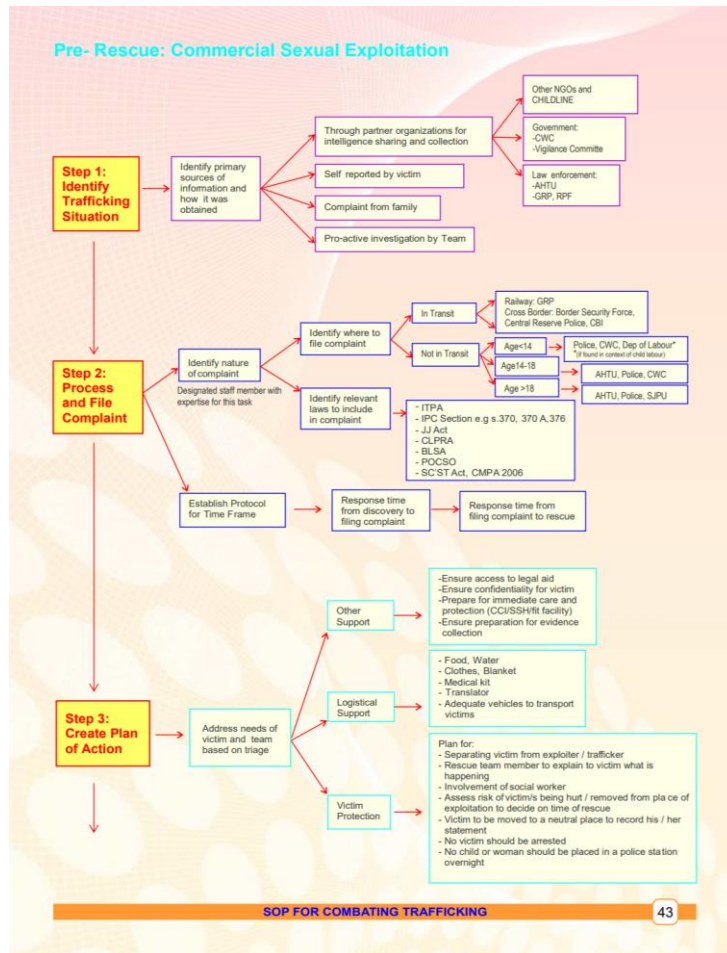 Pre- Rescue: Commercial Sexual Exploitation
Step 1:
Identify
Trafficking
Situation
Identify primary
sources of
information and
how it was
obtained
Through partner organizations for
intelligence sharing and collection
Self reported by victim
Complaint from family
Pro-active investigation by Team
Other NGOs and
CHILDLINE
Government:
-CWC
-Vigilance Committe
Law enforcement:
-AHTU
-GRP, RPF
Step 2:
Process
and File
Complaint
Identify nature
of complaint
Designated staff member with
expertise for this task
Identify where to
file complaint
In Transit
Railway: GRP
Cross Border: Border Security Force,
Central Reserve Police, CBI
Not in Transit
Age<14
Police, CWC, Dep of Labour*
*(if found in context of child labour)
Age14-18
AHTU, Police, CWC
Age >18
AHTU, Police, SJPU
Identify relevant
laws to include
in complaint
- ITPA
- IPC Section e.g s.370, 370 A,376
- JJ Act
- CLPRA
- BLSA
- POCSO
- SC'ST Act, CMPA 2006
Establish Protocol
for Time Frame
Response time
from discovery to
filing complaint
Response time from
filing complaint to rescue
Step 3:
Create Plan
of Action
Address needs of
victim and team
based on triage
Other
Support
-Ensure access to legal aid
-Ensure confidentiality for victim
-Prepare for immediate care and
protection (CCI/SSH/fit facility)
-Ensure preparation for evidence
collection
Logistical
Support
- Food, Water
- Clothes, Blanket
- Medical kit
- Translator
- Adequate vehicles to transport
victims
Victim
Protection
Plan for:
- Separating victim from exploiter / trafficker
- Rescue team member to explain to victim what is
happening
- Involvement of social worker
- Assess risk of victim/s being hurt / removed from place of
exploitation to decide on time of rescue
- Victim to be moved to a neutral place to record his / her
statement
- No victim should be arrested
- No child or woman should be placed in a police station
overnight
SOP FOR COMBATING TRAFFICKING
43